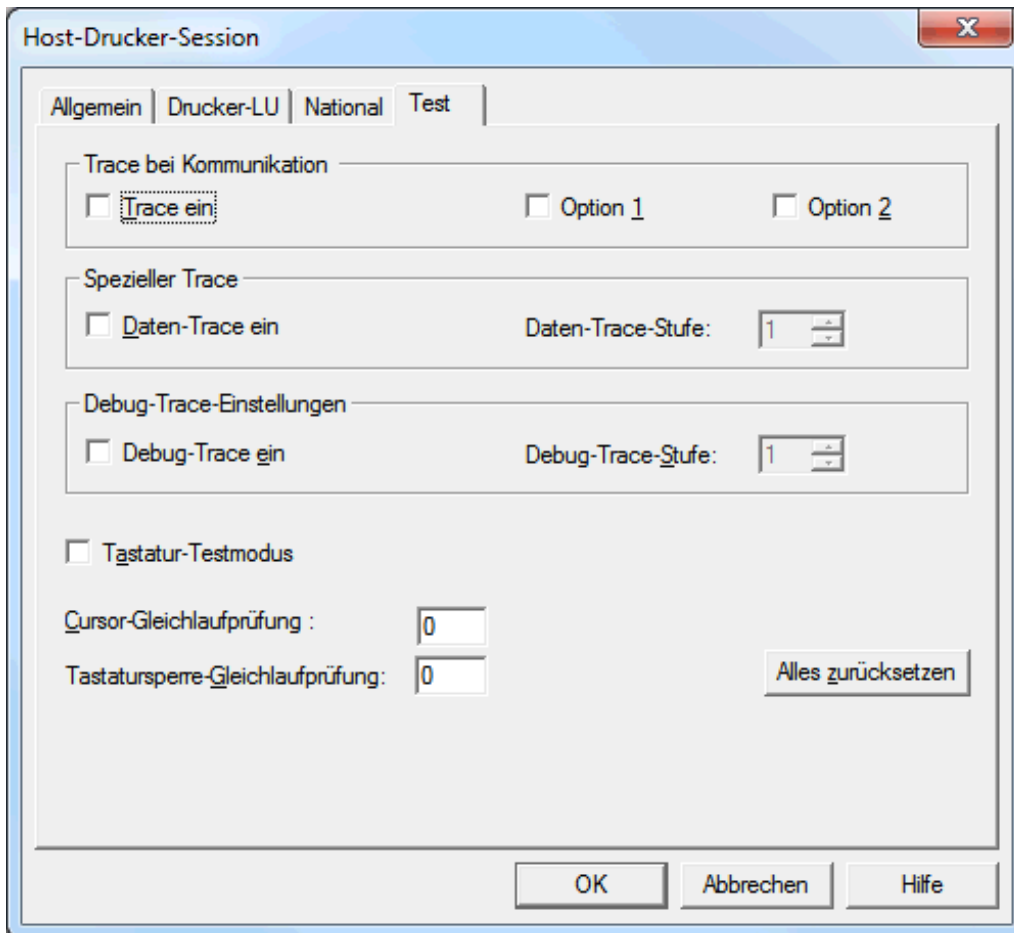 Host-Drucker-Session
Allgemein Drucker-LU National Test
Trace bei Kommunikation
Trace ein Option 1 Option 2
Spezieller Trace
Daten-Trace ein Daten-Trace-Stufe: 1
Debug-Trace-Einstellungen
Debug-Trace ein Debug-Trace-Stufe: 1
Tastatur-Testmodus
Cursor-Gleichlaufprüfung : 0
Tastatursperre-Gleichlaufprüfung: 0 Alles zurücksetzen
OK Abbrechen Hilfe